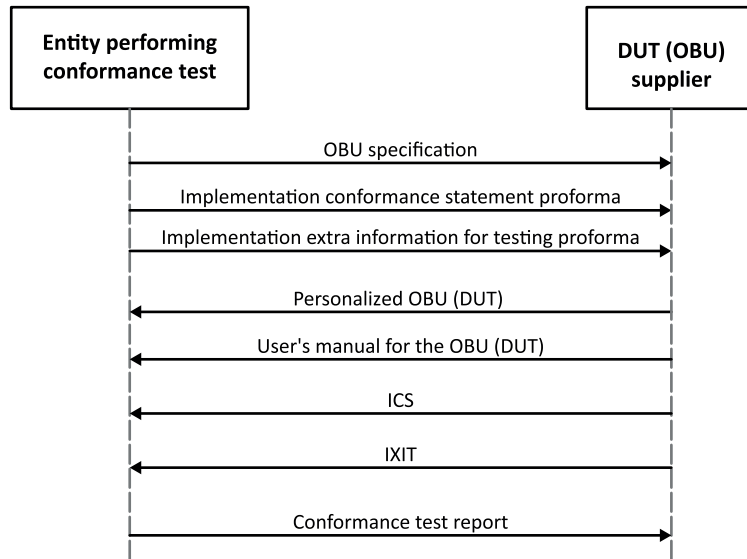 Entity performing
conformance test
DUT (OBU)
supplier
OBU specification
Implementation conformance statement proforma
Implementation extra information for testing proforma
Personalized OBU (DUT)
User's manual for the OBU (DUT)
ICS
IXIT
Conformance test report